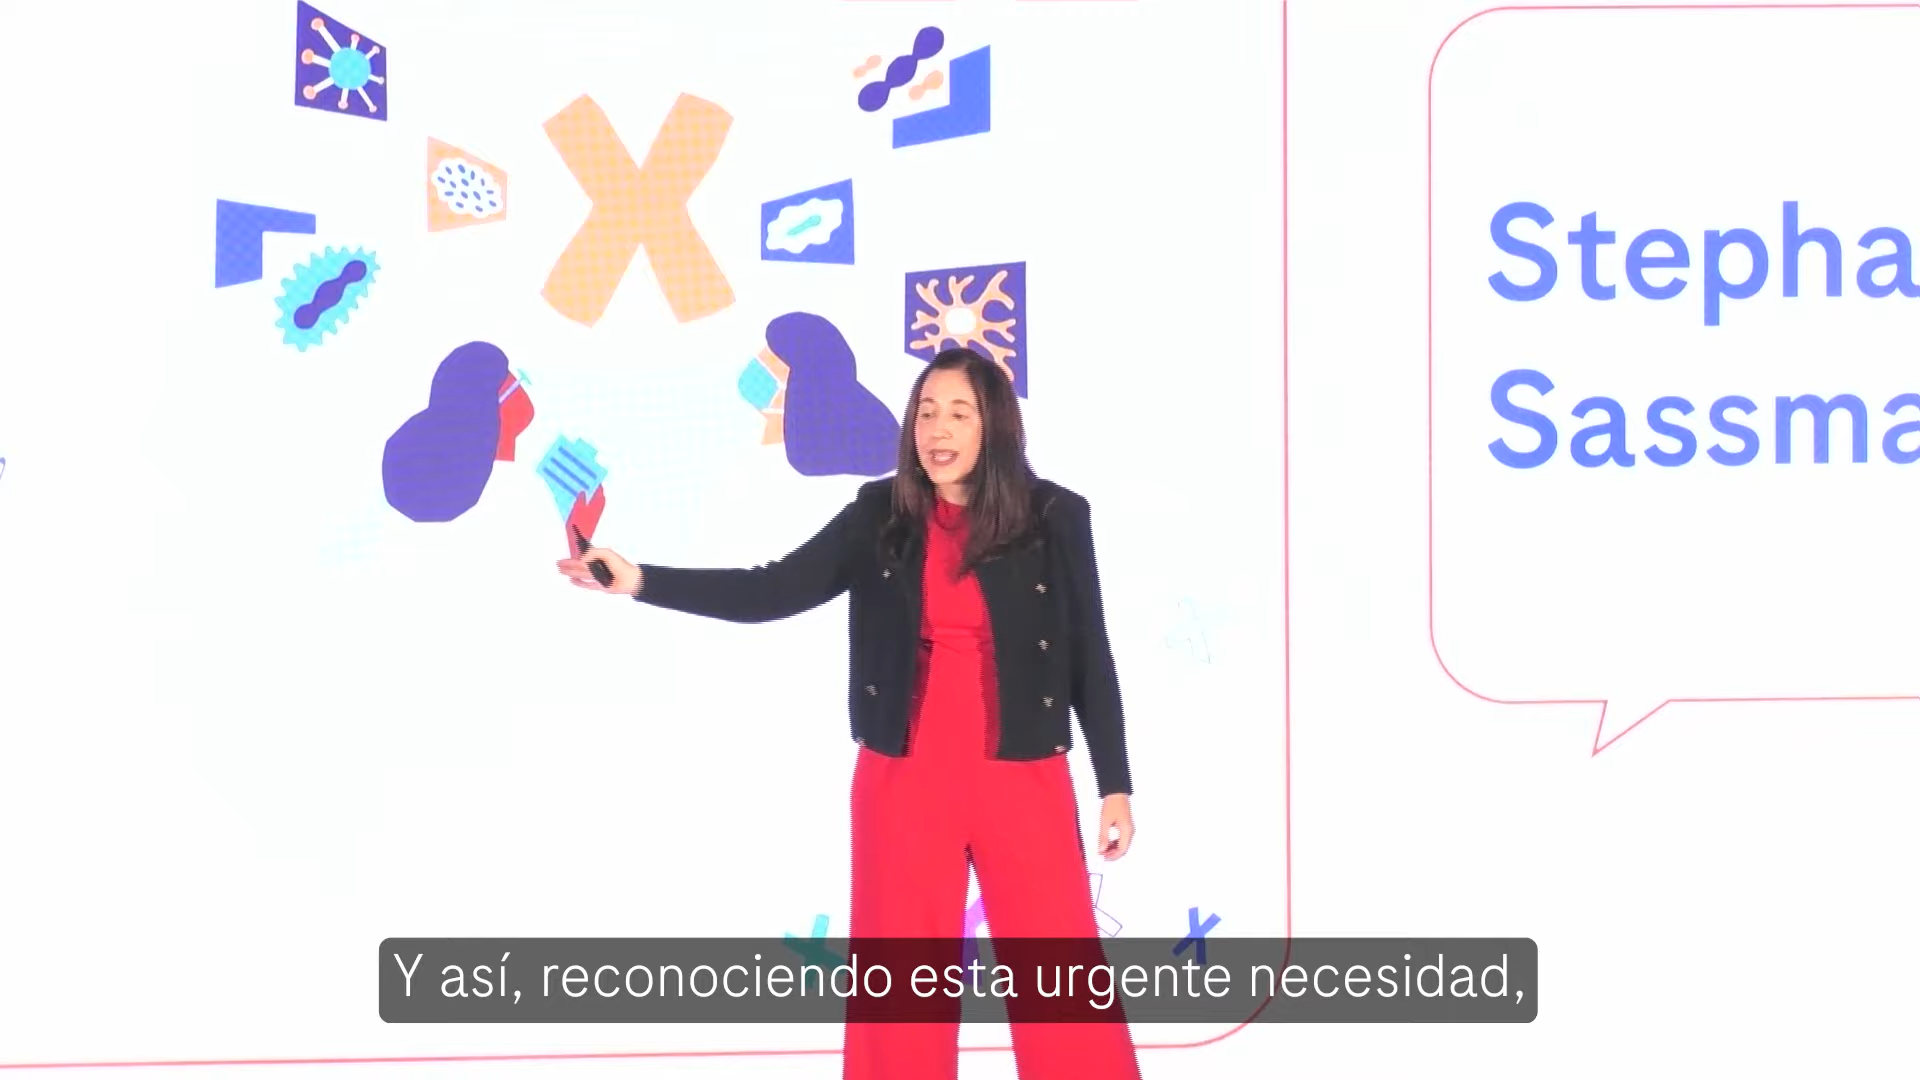 X
Stepha
Sassma
Y así, reconociendo esta urgente necesidad,